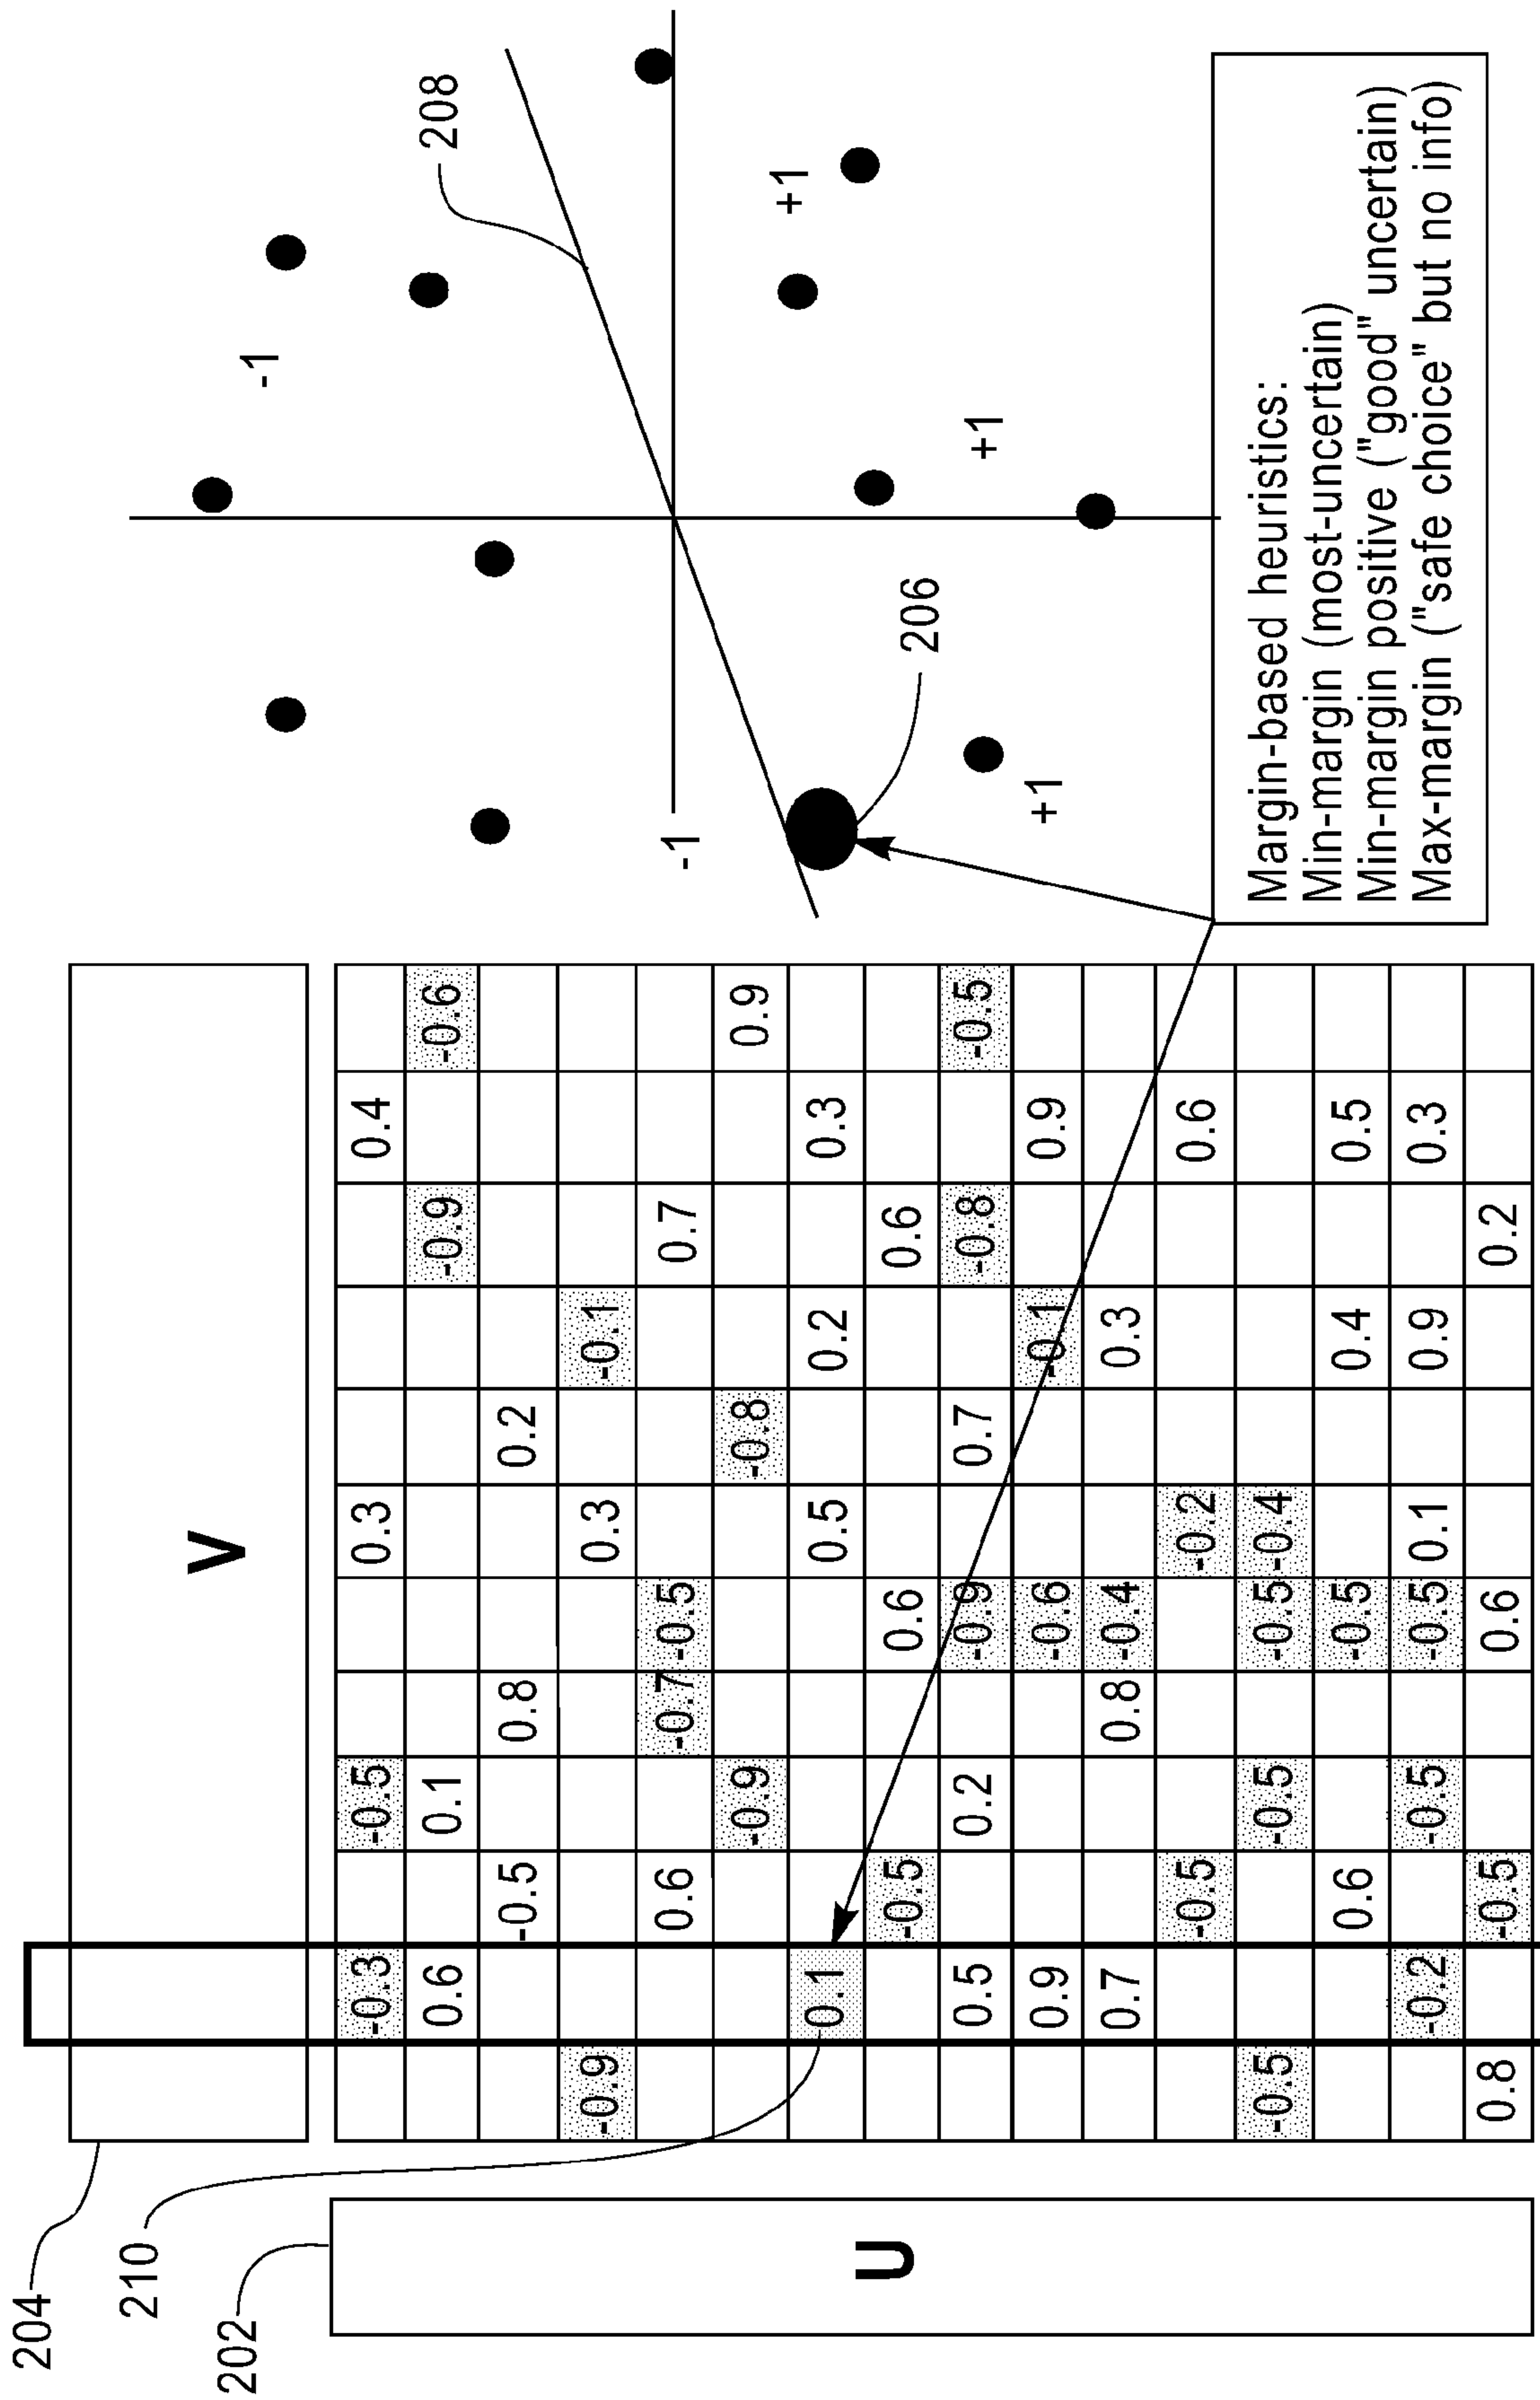 204
210
202
V
U
-0.3 -0.5 0.3 0.4
0.6 0.1 -0.9 -0.6
-0.5 0.8 0.2
-0.9 0.3 -0.1
0.6 -0.7 -0.5 0.7
-0.9 -0.8 0.9
0.1 0.5 0.2 0.3
-0.5 0.6 0.6
0.5 0.2 -0.9 0.7 -0.8 -0.5
0.9 -0.6 -0.1 0.9
0.7 0.8 -0.4 0.3
-0.5 -0.2 0.6
-0.5 -0.5 -0.5 -0.4
0.6 -0.5 0.4 0.5
-0.2 -0.5 -0.5 0.1 0.9 0.3
0.8 -0.5 0.6 0.2
-1
208
-1
+1
206
+1
+1
Margin-based heuristics:
Min-margin (most-uncertain)
Min-margin positive ("good" uncertain)
Max-margin ("safe choice" but no info)